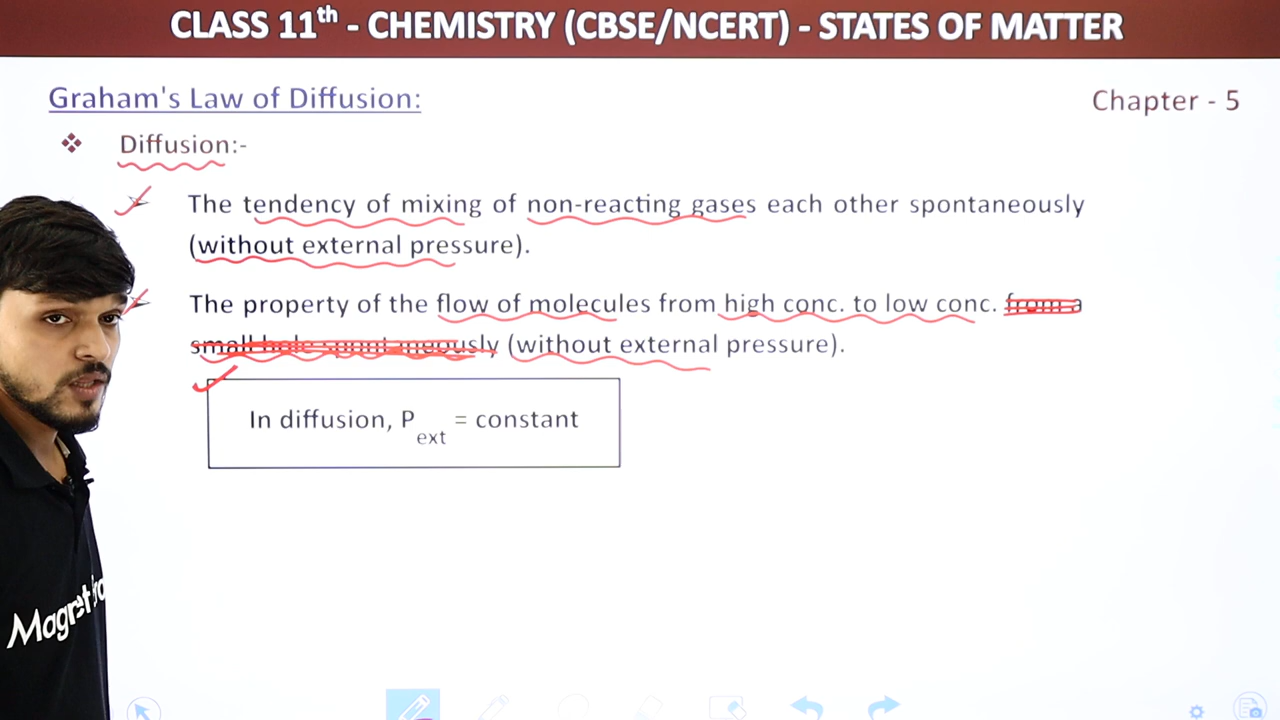 CLASS 11th - CHEMISTRY (CBSE/NCERT) - STATES OF MATTER
Graham's Law of Diffusion:
Chapter - 5
Diffusion:-
The tendency of mixing of non-reacting gases each other spontaneously
(without external pressure).
The property of the flow of molecules from high conc. to low conc. from a
small hole spontaneously (without external pressure).
In diffusion, P ext = constant